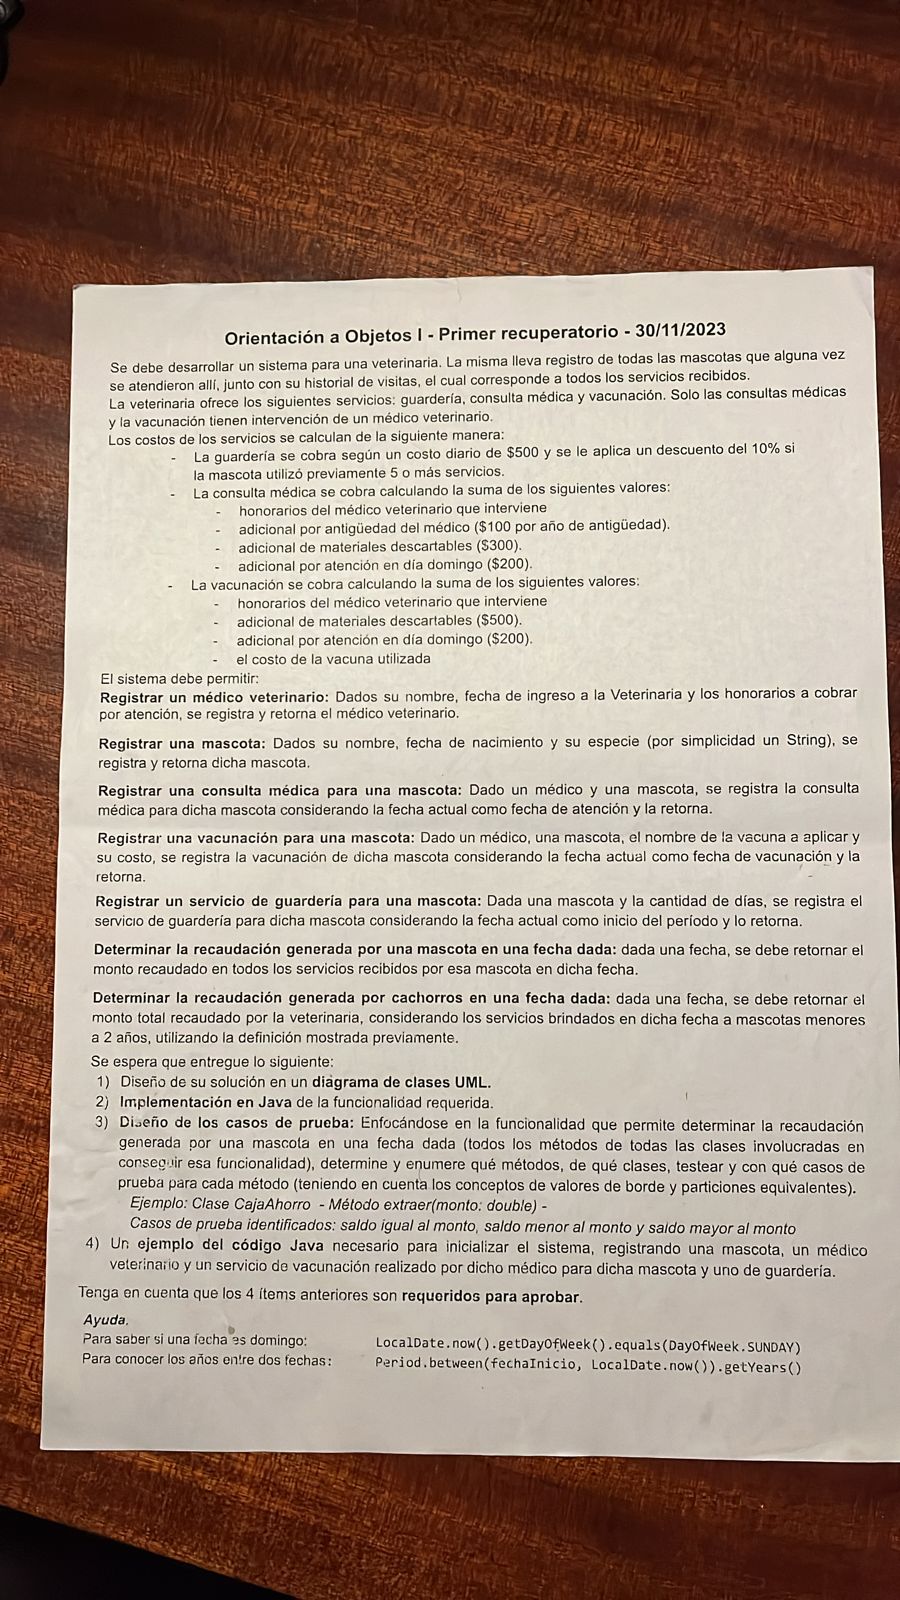 Orientación a Objetos I - Primer recuperatorio - 30/11/2023
Se debe desarrollar un sistema para una veterinaria. La misma lleva registro de todas las mascotas que alguna vez
se atendieron allí, junto con su historial de visitas, el cual corresponde a todos los servicios recibidos.
La veterinaria ofrece los siguientes servicios: guardería, consulta médica y vacunación. Solo las consultas médicas
y la vacunación tienen intervención de un médico veterinario.
Los costos de los servicios se calculan de la siguiente manera:
- La guardería se cobra según un costo diario de $500 y se le aplica un descuento del 10% si
la mascota utilizó previamente 5 o más servicios.
- La consulta médica se cobra calculando la suma de los siguientes valores:
- honorarios del médico veterinario que interviene
- adicional por antigüedad del médico ($100 por año de antigüedad).
- adicional de materiales descartables ($300).
- adicional por atención en día domingo ($200).
- La vacunación se cobra calculando la suma de los siguientes valores:
- honorarios del médico veterinario que interviene
- adicional de materiales descartables ($500).
- adicional por atención en día domingo ($200).
- el costo de la vacuna utilizada
El sistema debe permitir:
Registrar un médico veterinario: Dados su nombre, fecha de ingreso a la Veterinaria y los honorarios a cobrar
por atención, se registra y retorna el médico veterinario.
Registrar una mascota: Dados su nombre, fecha de nacimiento y su especie (por simplicidad un String), se
registra y retorna dicha mascota.
Registrar una consulta médica para una mascota: Dado un médico y una mascota, se registra la consulta
médica para dicha mascota considerando la fecha actual como fecha de atención y la retorna.
Registrar una vacunación para una mascota: Dado un médico, una mascota, el nombre de la vacuna a aplicar y
su costo, se registra la vacunación de dicha mascota considerando la fecha actual como fecha de vacunación y la
retorna.
Registrar un servicio de guardería para una mascota: Dada una mascota y la cantidad de días, se registra el
servicio de guardería para dicha mascota considerando la fecha actual como inicio del período y lo retorna.
Determinar la recaudación generada por una mascota en una fecha dada: dada una fecha, se debe retornar el
monto recaudado en todos los servicios recibidos por esa mascota en dicha fecha.
Determinar la recaudación generada por cachorros en una fecha dada: dada una fecha, se debe retornar el
monto total recaudado por la veterinaria, considerando los servicios brindados en dicha fecha a mascotas menores
a 2 años, utilizando la definición mostrada previamente.
Se espera que entregue lo siguiente:
1) Diseño de su solución en un diagrama de clases UML.
2) Implementación en Java de la funcionalidad requerida.
3) Diseño de los casos de prueba: Enfocándose en la funcionalidad que permite determinar la recaudación
generada por una mascota en una fecha dada (todos los métodos de todas las clases involucradas en
conseguir esa funcionalidad), determine y enumere qué métodos, de qué clases, testear y con qué casos de
prueba para cada método (teniendo en cuenta los conceptos de valores de borde y particiones equivalentes).
Ejemplo: Clase CajaAhorro - Método extraer(monto: double) -
Casos de prueba identificados: saldo igual al monto, saldo menor al monto y saldo mayor al monto
4) Un ejemplo del código Java necesario para inicializar el sistema, registrando una mascota, un médico
veterinario y un servicio de vacunación realizado por dicho médico para dicha mascota y uno de guardería.
Tenga en cuenta que los 4 ítems anteriores son requeridos para aprobar.
Ayuda.
Para saber si una fecha es domingo: LocalDate.now().getDayOfWeek().equals(DayOfWeek.SUNDAY)
Para conocer los años entre dos fechas: Period.between(fechaInicio, LocalDate.now()).getYears()